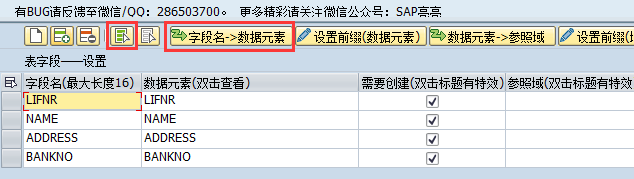 有BUG请反馈至微信/QQ：286503700。 更多精彩请关注微信公众号：SAP亮亮
字段名->数据元素 设置前缀(数据元素) 数据元素->参照域 设置前缀(
表字段——设置
字段名(最大长度16) 数据元素(双击查看) 需要创建(双击标题有特效) 参照域(双击标题有特
LIFNR LIFNR
NAME NAME
ADDRESS ADDRESS
BANKNO BANKNO